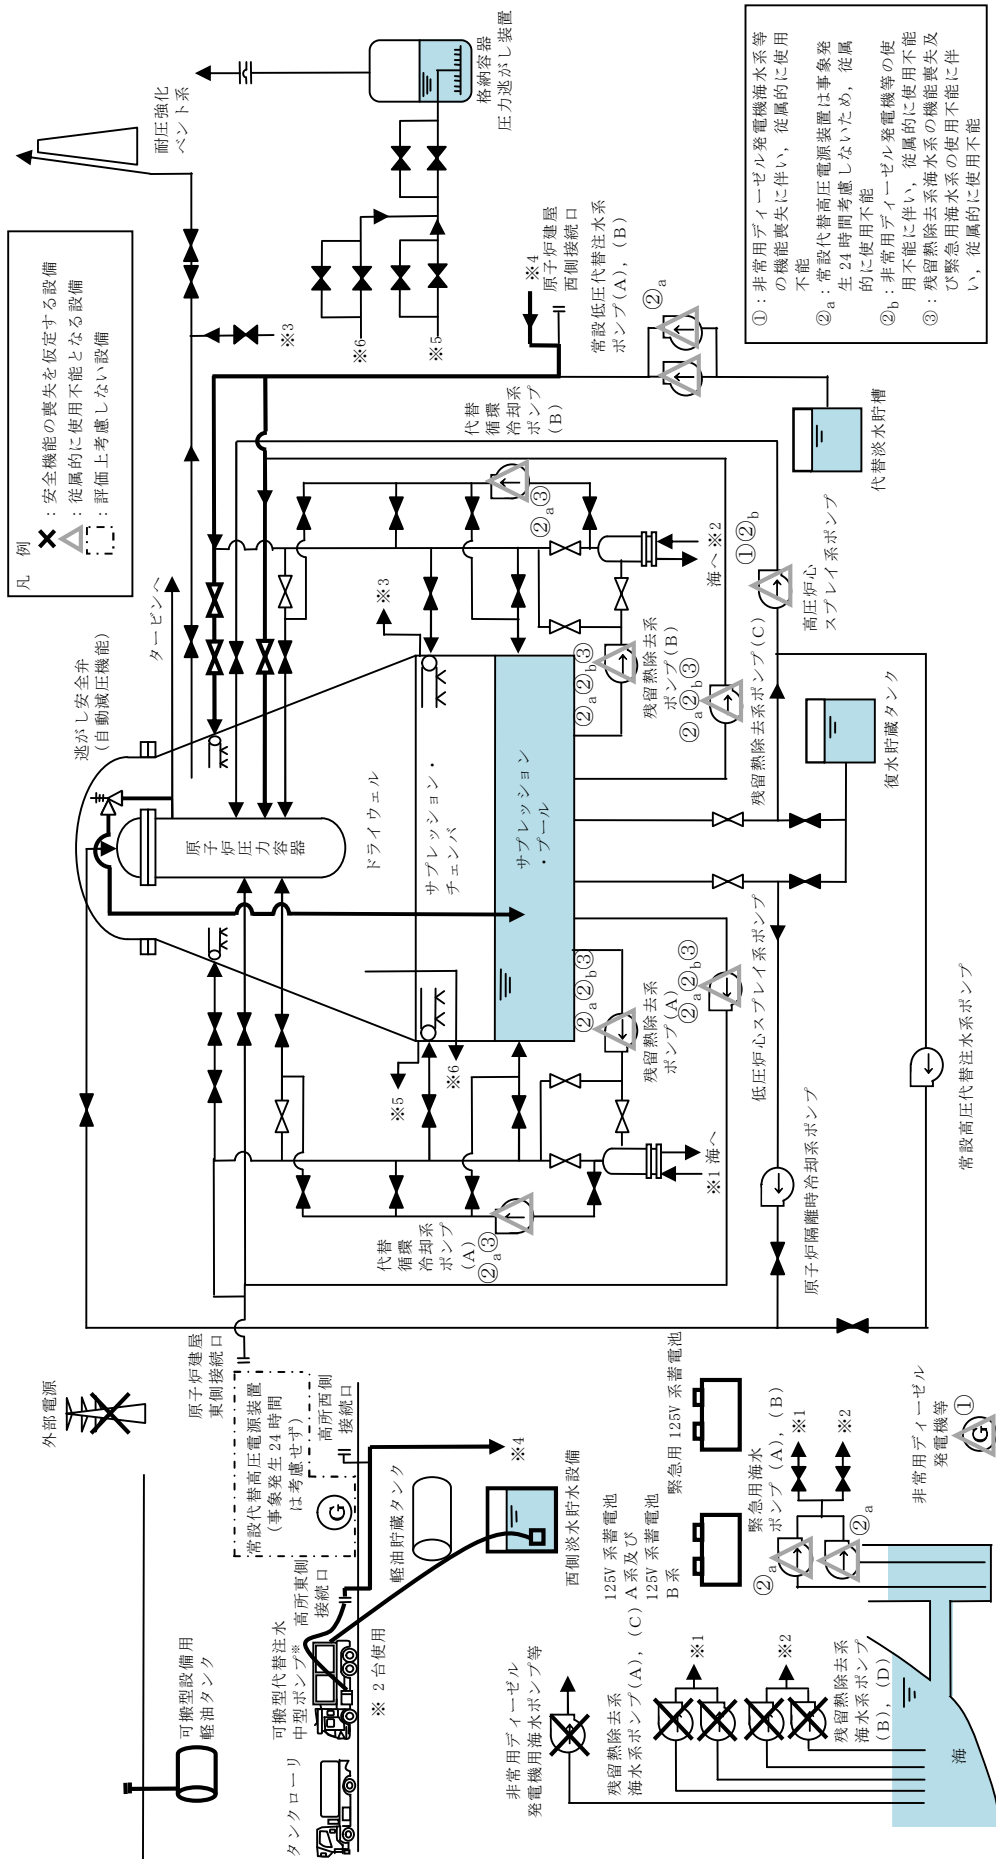 凡　例
：安全機能の喪失を仮定する設備
：従属的に使用不能となる設備
：評価上考慮しない設備
外部電源
原子炉建屋
東側接続口
逃がし安全弁
(自動減圧機能)
タービンへ
耐圧強化
ベント系
格納容器
圧力逃がし装置
※3
※6
※5
※4
原子炉建屋
西側接続口
常設低圧代替注水系
ポンプ(A), (B)
②a
①：非常用ディーゼル発電機海水系等
の機能喪失に伴い，従属的に使用
不能
②a：常設代替高圧電源装置は事象発
生 24 時間考慮しないため，従属
的に使用不能
②b：非常用ディーゼル発電機等の使
用不能に伴い，従属的に使用不能
③：残留熱除去系海水系の機能喪失及
び緊急用海水系の使用不能に伴
い，従属的に使用不能
原子炉圧力容器
ドライウェル
サプレッション・
チェンバ
サプレッション
・プール
※3
※5
※6
代替
循環
冷却系
ポンプ
(B)
②a③
海へ※2
②a②b③
残留熱除去系
ポンプ(B)
②a②b③
残留熱除去系ポンプ(C)
①②b
高圧炉心
スプレイ系ポンプ
代替淡水貯槽
復水貯蔵タンク
代替
循環
冷却系
ポンプ
(A)
②a③
※1 海へ
②a②b③
残留熱除去系
ポンプ(A)
②a②b③
低圧炉心スプレイ系ポンプ
原子炉隔離時冷却系ポンプ
常設高圧代替注水系ポンプ
可搬型設備用
軽油タンク
タンクローリ
可搬型代替注水
中型ポンプ※
※ 2 台使用
高所東側
接続口
常設代替高圧電源装置
(事象発生 24 時間
は考慮せず)
G
高所西側
接続口
※4
軽油貯蔵タンク
西側淡水貯水設備
125V 系蓄電池
A 系及び
125V 系蓄電池
B 系
緊急用 125V 系蓄電池
非常用ディーゼル
発電機用海水ポンプ等
残留熱除去系
海水系ポンプ(A), (C)
※1
※2
残留熱除去系
海水系ポンプ
(B), (D)
緊急用海水
ポンプ (A), (B)
②a
②a
※1
※2
非常用ディーゼル
発電機等
G
①
海